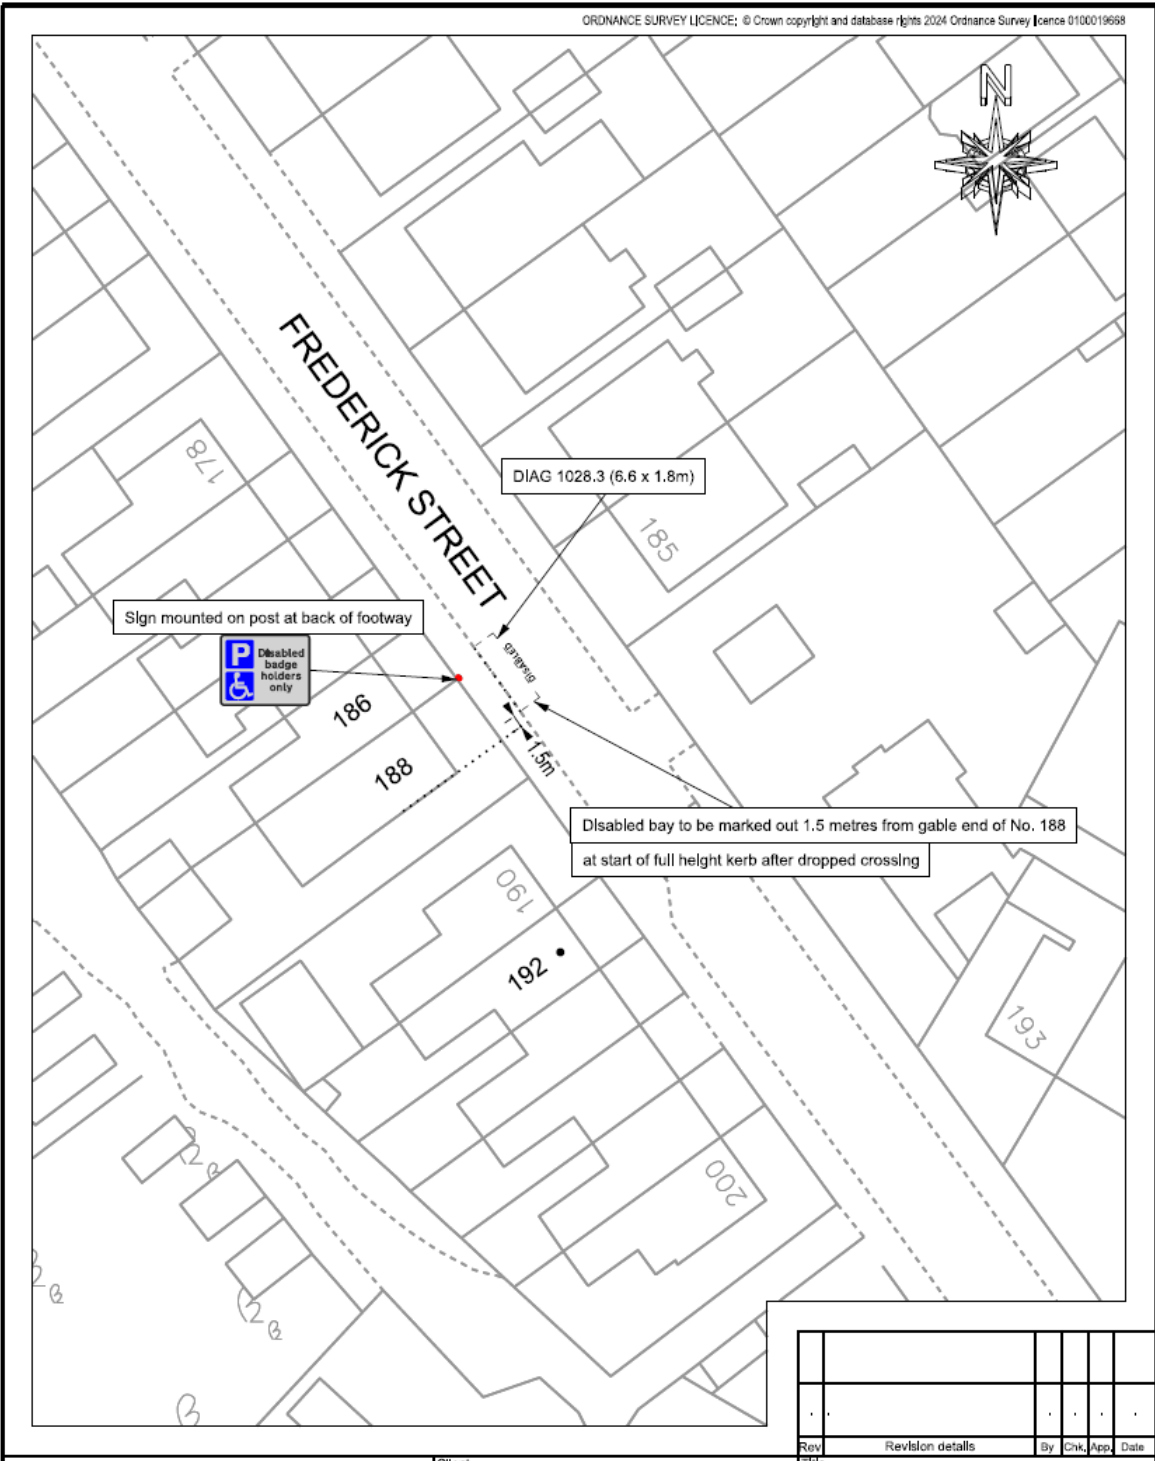 ORDNANCE SURVEY LICENCE; © Crown copyright and database rights 2024 Ordnance Survey licence 0100019668
N
FREDERICK STREET
178
DIAG 1028.3 (6.6 x 1.8m)
185
Sign mounted on post at back of footway
P Disabled
badge
holders
only
DISABLED
186
188
1.5m
Disabled bay to be marked out 1.5 metres from gable end of No. 188
at start of full height kerb after dropped crossing
190
192
193
200
Rev Revision details By Chk. App. Date